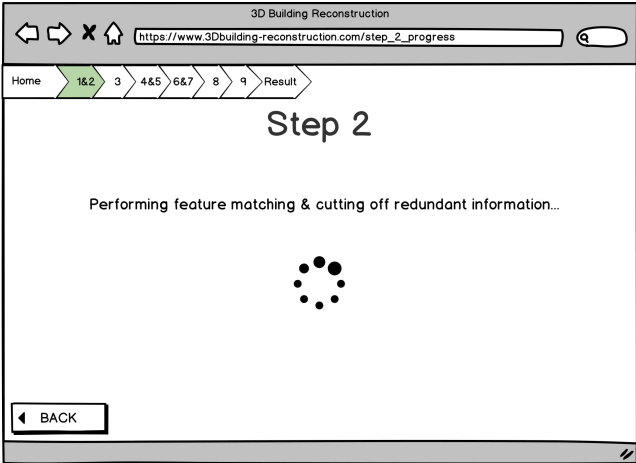 3D Building Reconstruction
https://www.3Dbuilding-reconstruction.com/step_2_progress
Home 1&2 3 4&5 6&7 8 9 Result
Step 2
Performing feature matching & cutting off redundant information...
BACK